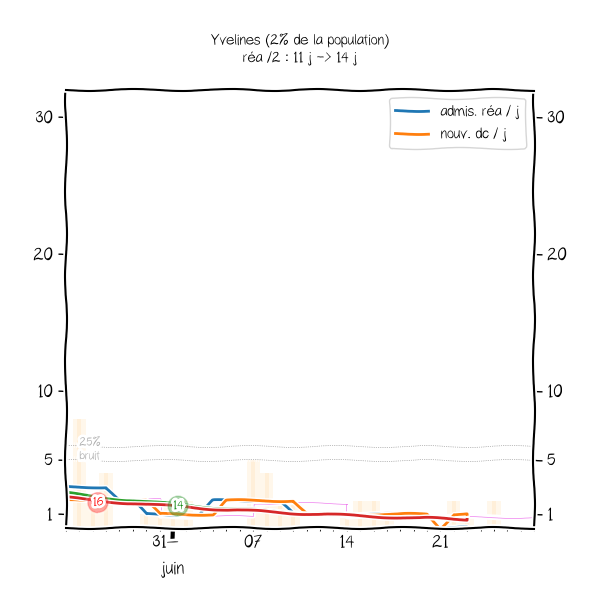 Yvelines (2% de la population)
réa /2 : 11 j -> 14 j
admis. réa / j
nouv. dc / j
30
30
20
20
10
10
25%
bruit
5
5
16
14
1
1
31
07
14
21
juin